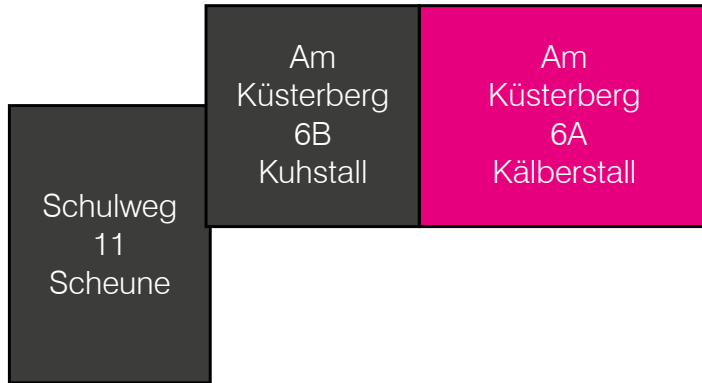 Am
Küsterberg
6B
Kuhstall
Am
Küsterberg
6A
Kälberstall
Schulweg
11
Scheune